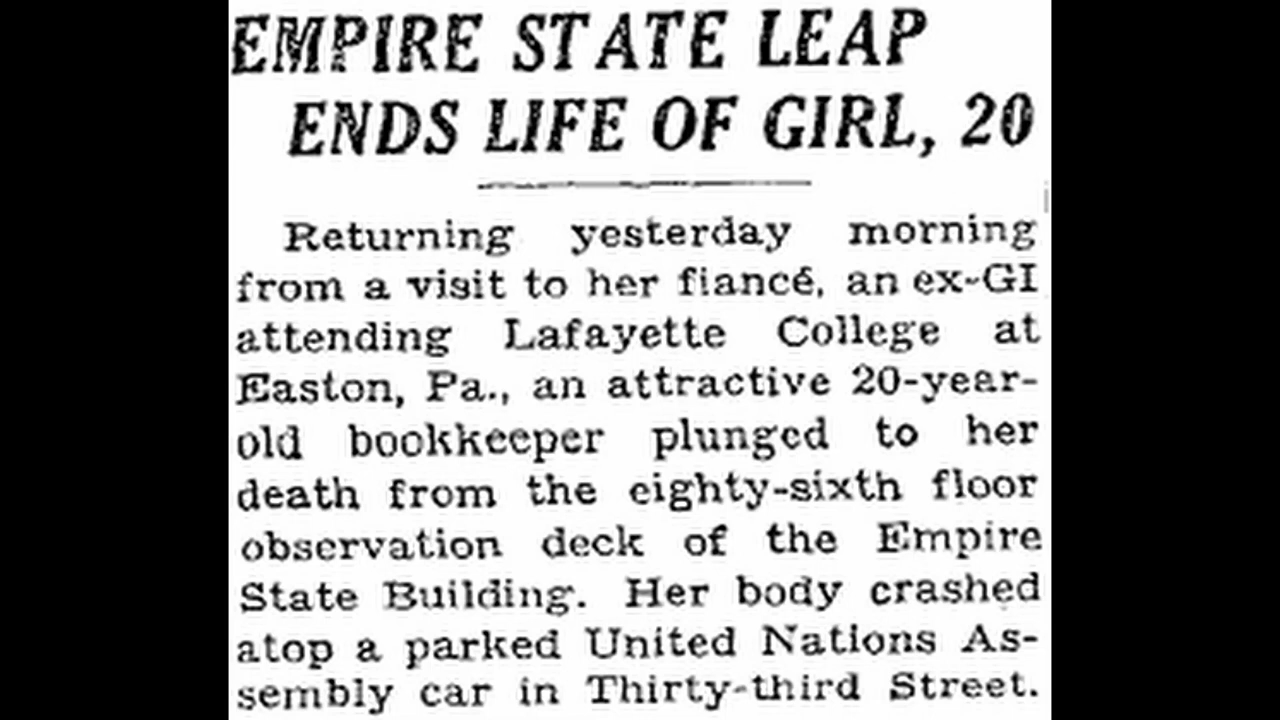 EMPIRE STATE LEAP
ENDS LIFE OF GIRL, 20
Returning yesterday morning
from a visit to her fiancé, an ex-GI
attending Lafayette College at
Easton, Pa., an attractive 20-year-
old bookkeeper plunged to her
death from the eighty-sixth floor
observation deck of the Empire
State Building. Her body crashed
atop a parked United Nations As-
sembly car in Thirty-third Street.